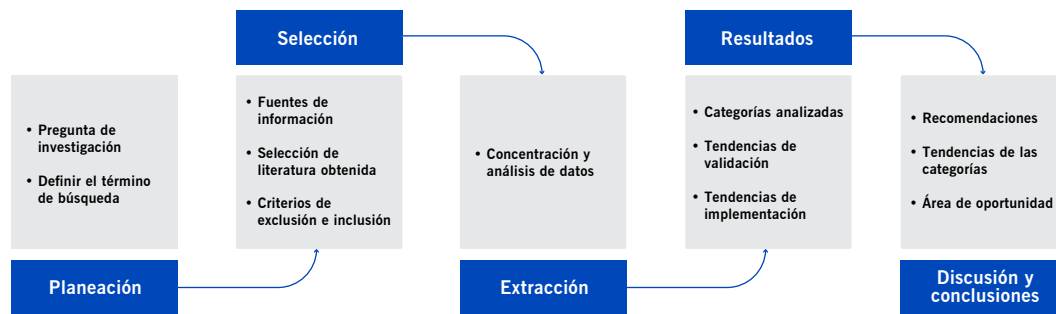 • Pregunta de
investigación
• Definir el término
de búsqueda
Planeación
Selección
• Fuentes de
información
• Selección de
literatura obtenida
• Criterios de
exclusión e inclusión
• Concentración y
análisis de datos
Extracción
Resultados
• Categorías analizadas
• Tendencias de
validación
• Tendencias de
implementación
• Recomendaciones
• Tendencias de las
categorías
• Área de oportunidad
Discusión y
conclusiones